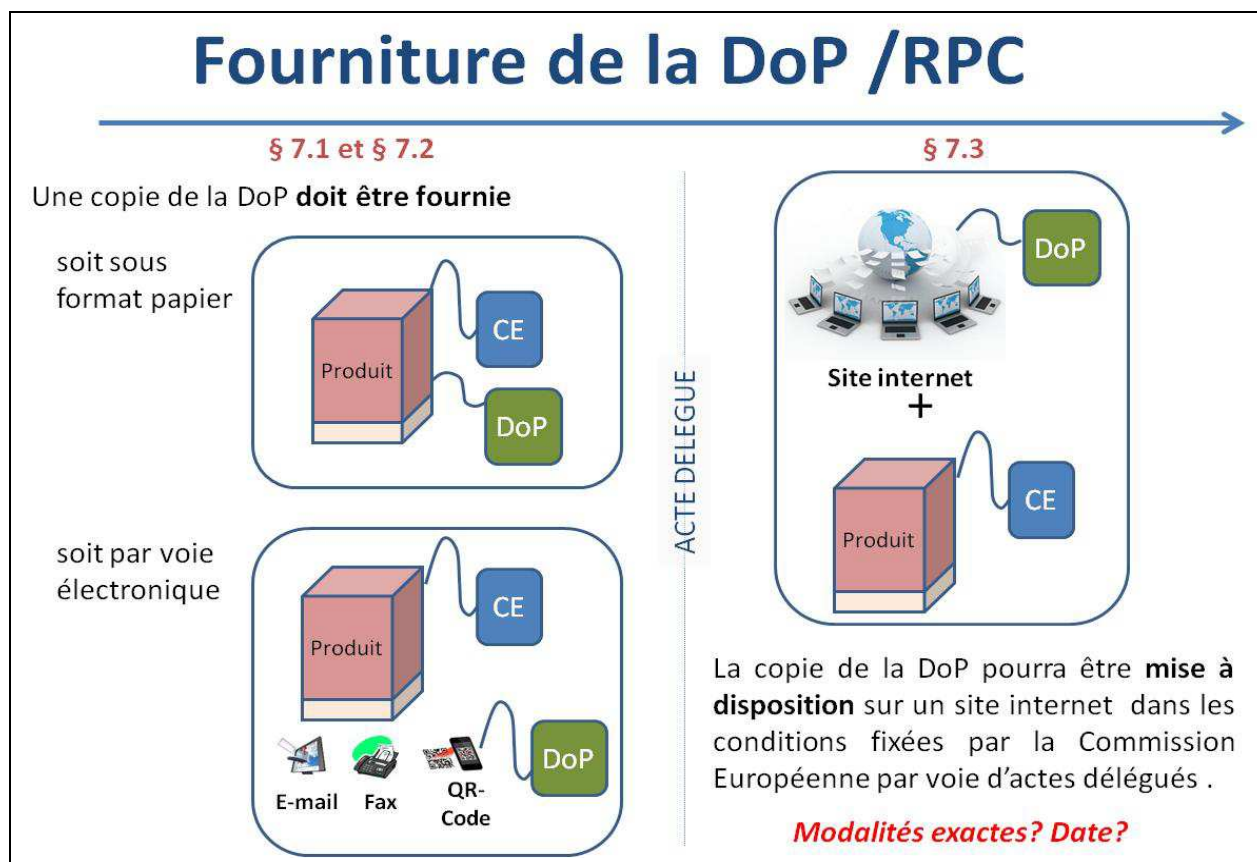 Fourniture de la DoP /RPC
§ 7.1 et § 7.2
Une copie de la DoP doit être fournie
soit sous
format papier
Produit
CE
DoP
soit par voie
électronique
Produit
CE
E-mail
Fax
QR-
Code
DoP
ACTE DELEGUE
§ 7.3
DoP
Site internet
+
Produit
CE
La copie de la DoP pourra être mise à
disposition sur un site internet dans les
conditions fixées par la Commission
Européenne par voie d'actes délégués .
Modalités exactes? Date?